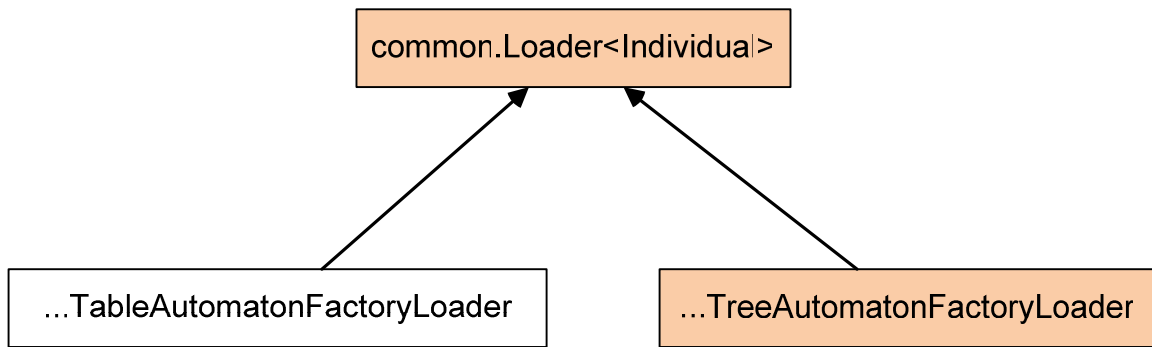 common.Loader<Individual>
...TableAutomatonFactoryLoader
...TreeAutomatonFactoryLoader